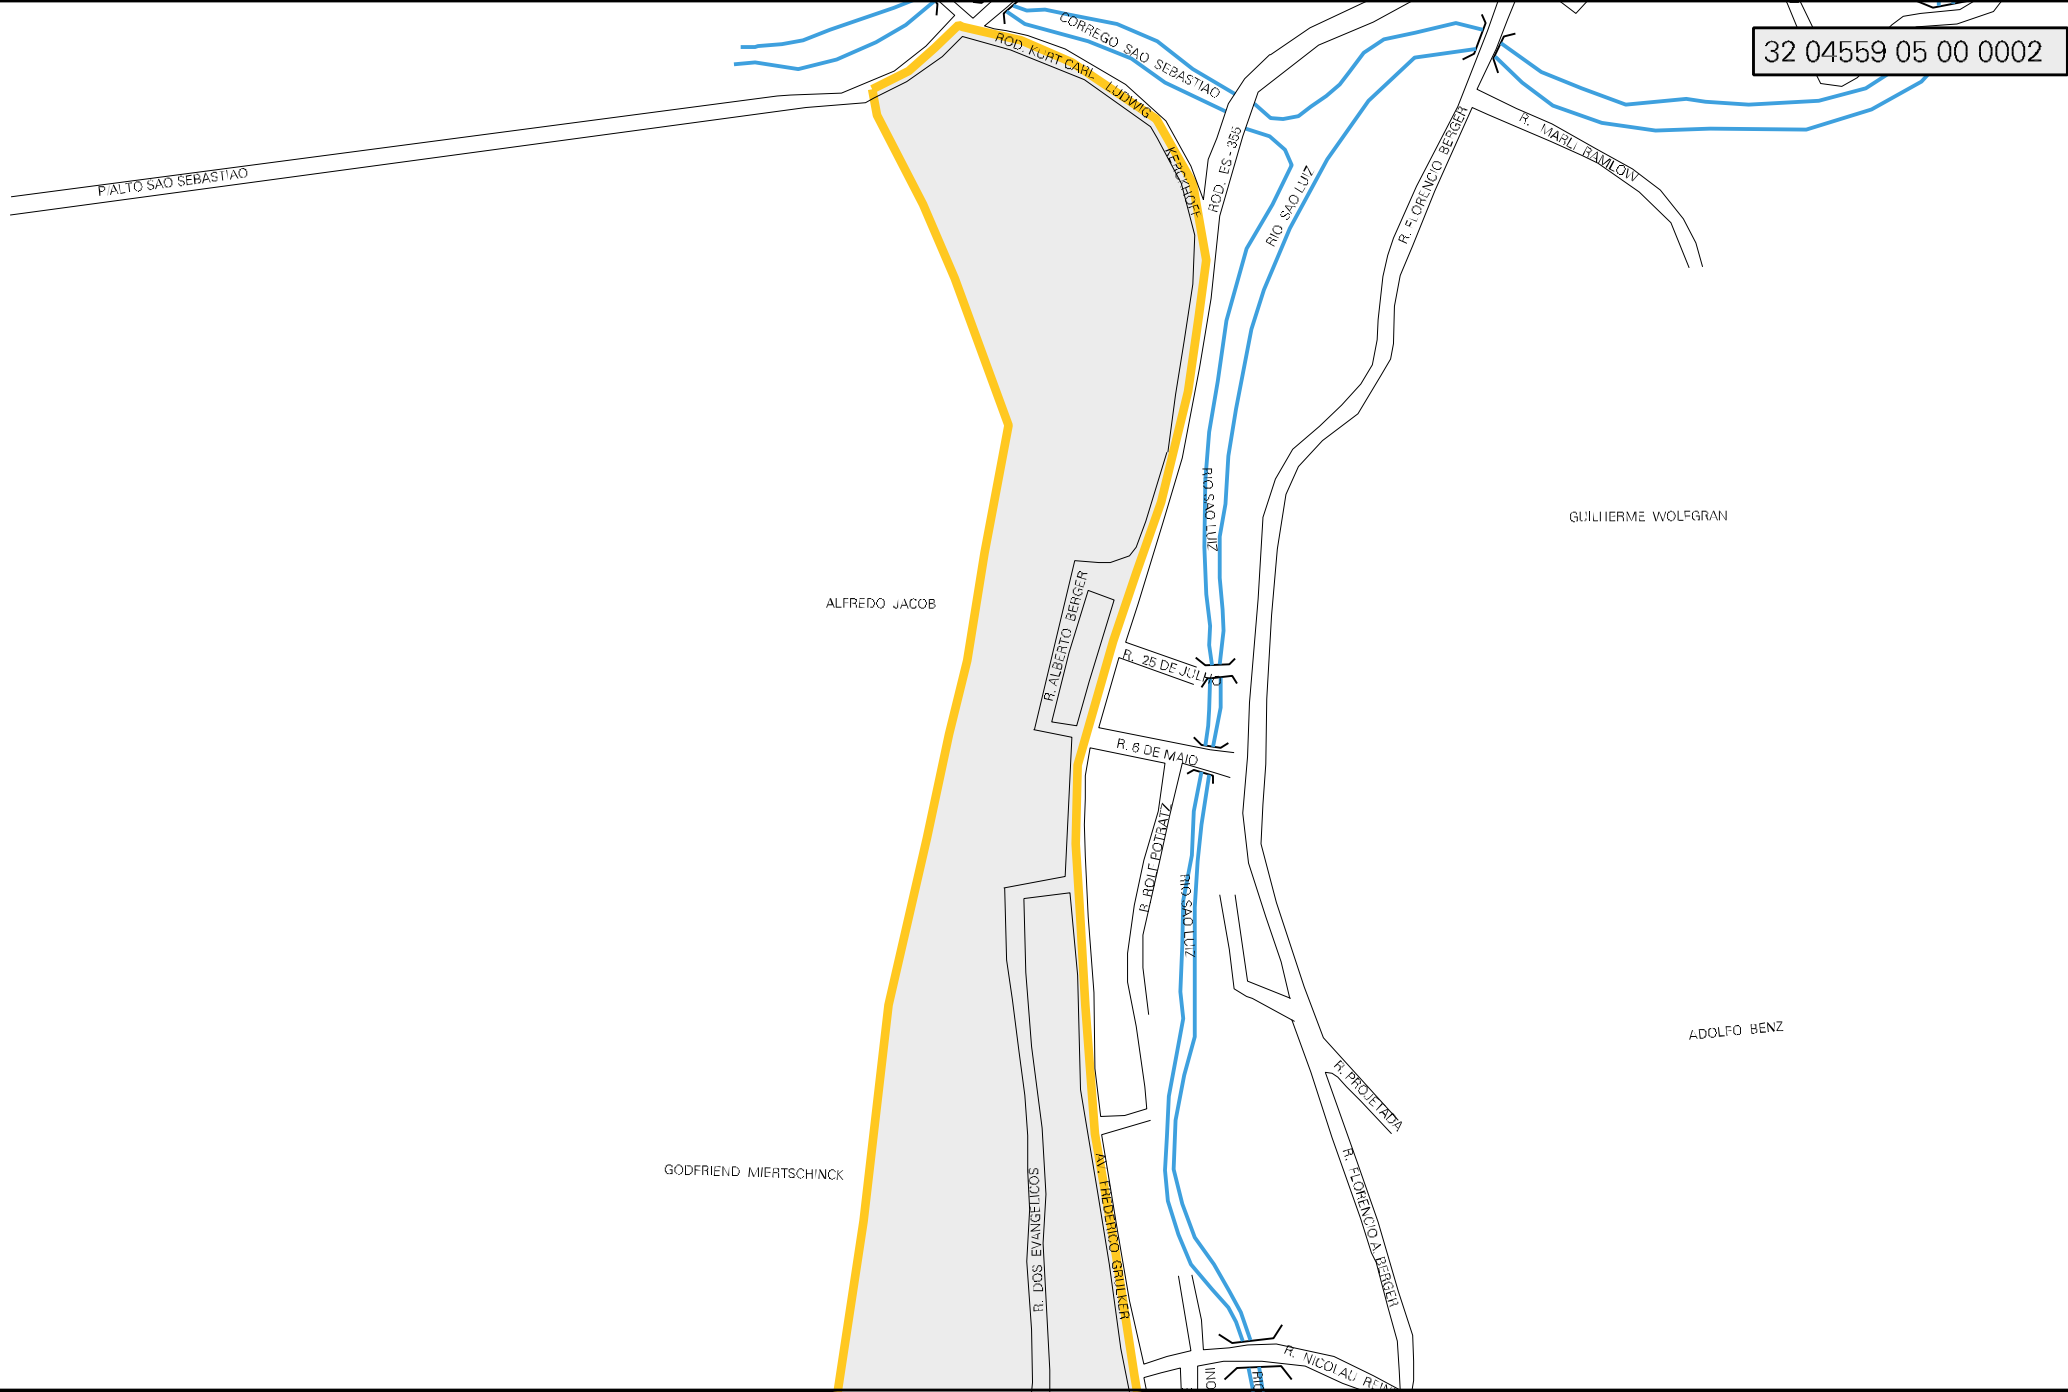 CORREGO SAO SEBASTIAO
32 04559 05 00 0002
ROD. KURT CARL LUDWIG KERCKHOFF
R. MARLI RAMLOW
R. FLORENCIO BERGER
ROD. ES - 355
P/ALTO SAO SEBASTIAO
RIO SAO LUIZ
RIO SAO LUIZ
GUILHERME WOLFGRAN
ALFREDO JACOB
R. ALBERTO BERGER
R. 25 DE JULHO
R. 6 DE MAIO
R. ROLF POTRATZ
RIO SAO LUIZ
ADOLFO BENZ
R. PROJETADA
GODFRIEND MIERTSCHINCK
R. DOS EVANGELICOS
AV. FREDERICO GRULKER
R. FLORENCIO A. BERGER
R. NICOLAU
RIO